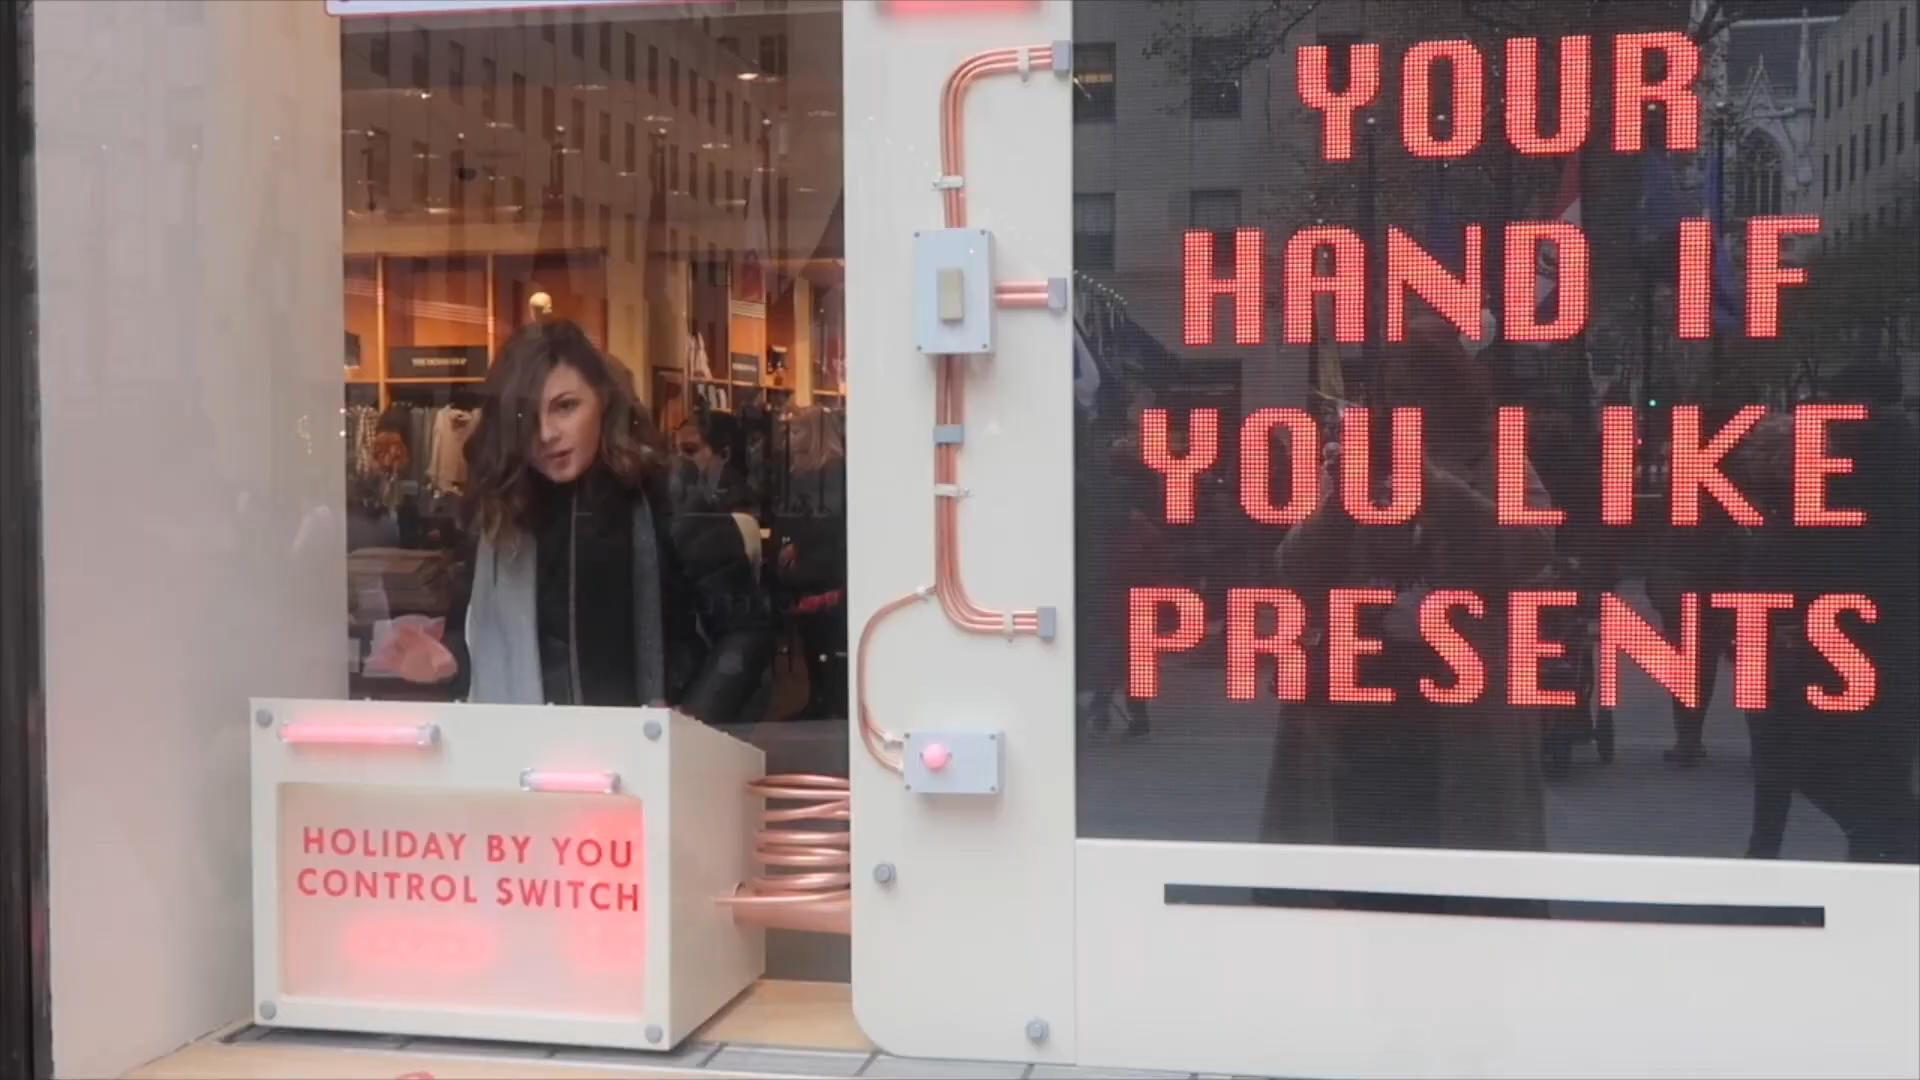 YOUR
HAND IF
YOU LIKE
PRESENTS
HOLIDAY BY YOU
CONTROL SWITCH